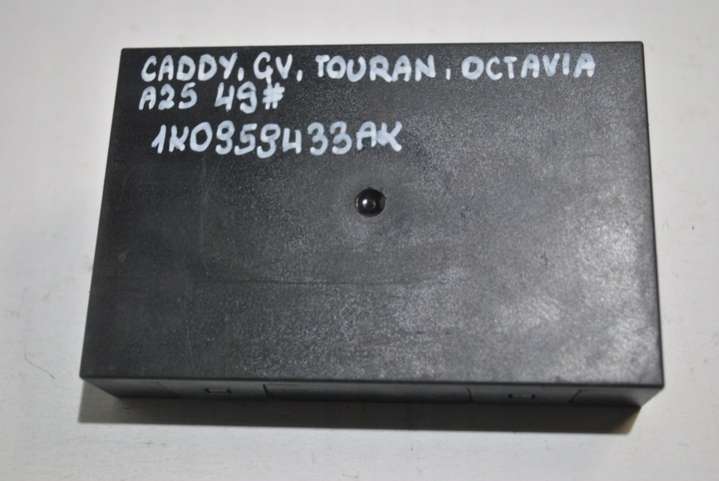 CADDY, GV, TOURAN, OCTAVIA
A25 49#
1K0959433AK